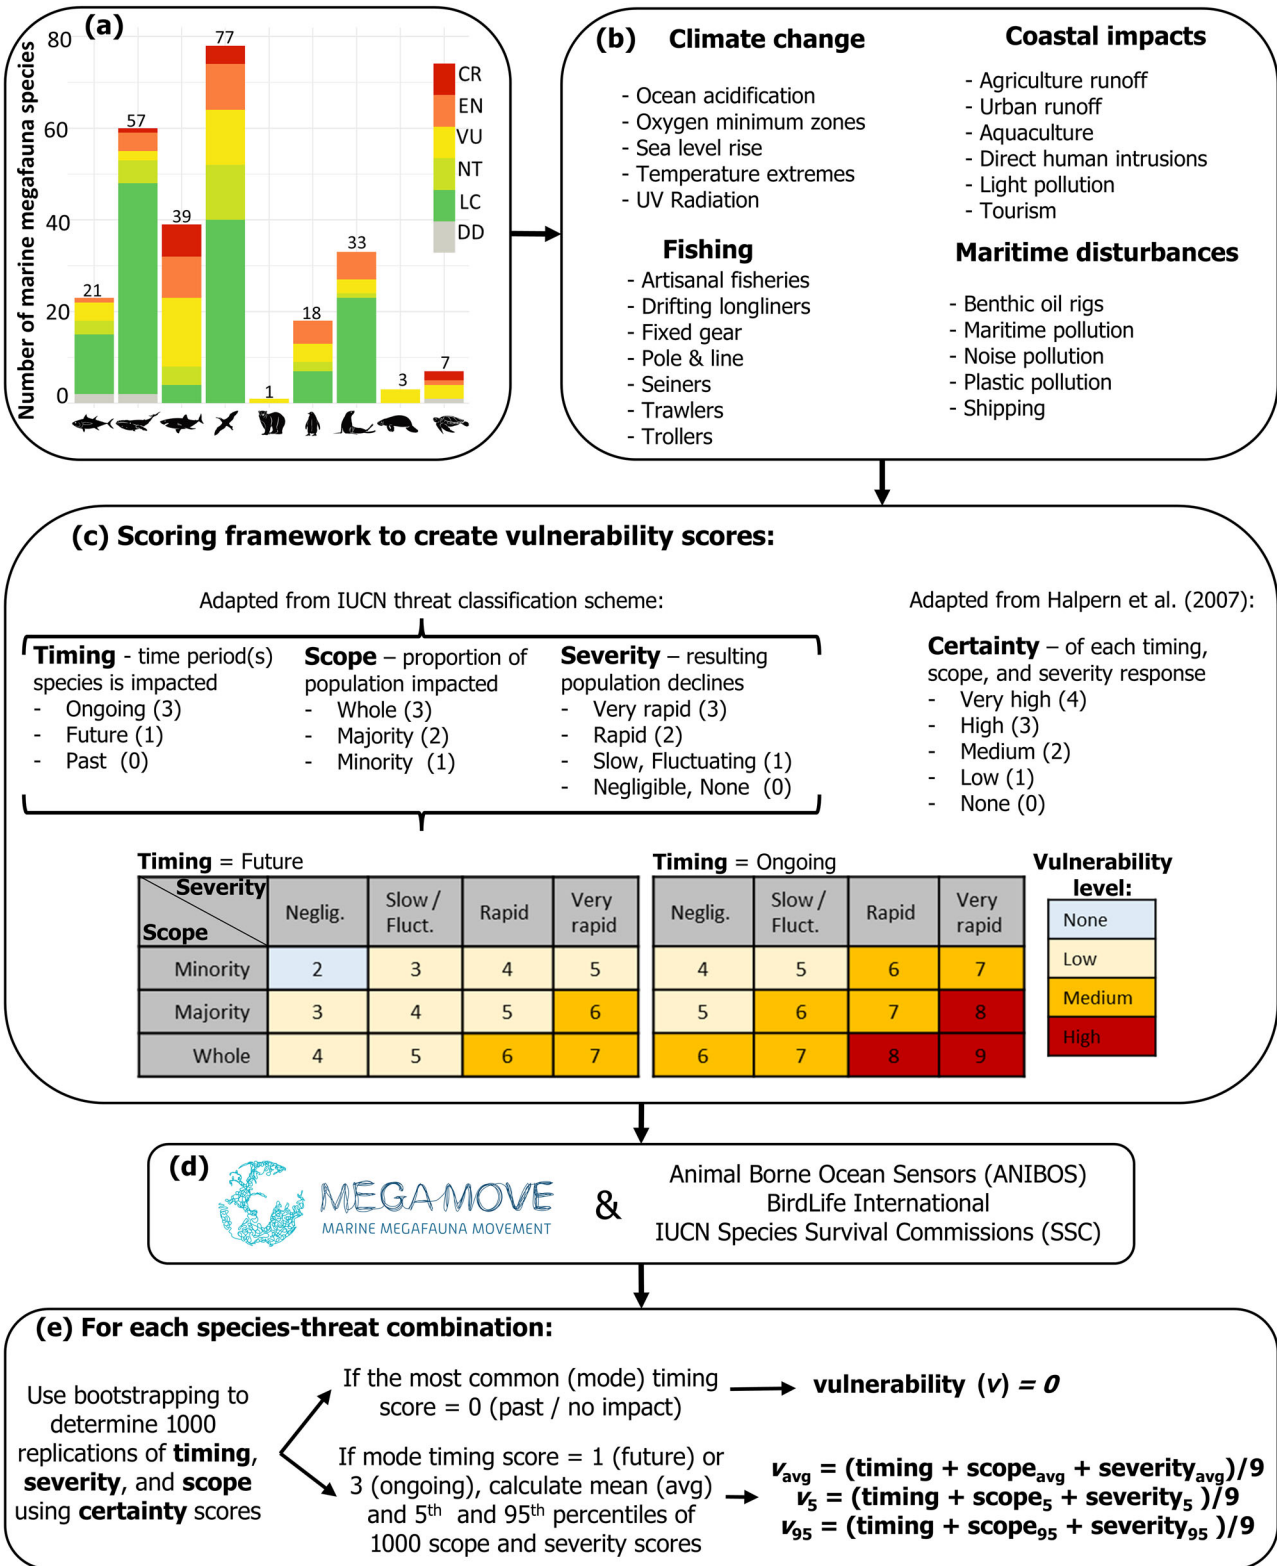 (a)
Number of marine megafauna species
80
60
40
20
0
21
57
39
77
1
18
33
3
7
CR
EN
VU
NT
LC
DD
(b)
Climate change
- Ocean acidification
- Oxygen minimum zones
- Sea level rise
- Temperature extremes
- UV Radiation
Coastal impacts
- Agriculture runoff
- Urban runoff
- Aquaculture
- Direct human intrusions
- Light pollution
- Tourism
Fishing
- Artisanal fisheries
- Drifting longliners
- Fixed gear
- Pole & line
- Seiners
- Trawlers
- Trollers
Maritime disturbances
- Benthic oil rigs
- Maritime pollution
- Noise pollution
- Plastic pollution
- Shipping
(c) Scoring framework to create vulnerability scores:
Adapted from IUCN threat classification scheme:
Timing - time period(s)
species is impacted
- Ongoing (3)
- Future (1)
- Past (0)
Scope – proportion of
population impacted
- Whole (3)
- Majority (2)
- Minority (1)
Severity – resulting
population declines
- Very rapid (3)
- Rapid (2)
- Slow, Fluctuating (1)
- Negligible, None (0)
Adapted from Halpern et al. (2007):
Certainty – of each timing,
scope, and severity response
- Very high (4)
- High (3)
- Medium (2)
- Low (1)
- None (0)
Timing = Future
Severity
Scope
Neglig.
Slow /
Fluct.
Rapid
Very
rapid
Minority 2 3 4 5
Majority 3 4 5 6
Whole 4 5 6 7
Timing = Ongoing
Neglig.
Slow /
Fluct.
Rapid
Very
rapid
4 5 6 7
5 6 7 8
6 7 8 9
Vulnerability
level:
None
Low
Medium
High
(d)
MEGAMOVE
MARINE MEGAFAUNA MOVEMENT
&
Animal Borne Ocean Sensors (ANIBOS)
BirdLife International
IUCN Species Survival Commissions (SSC)
(e) For each species-threat combination:
Use bootstrapping to
determine 1000
replications of timing,
severity, and scope
using certainty scores
If the most common (mode) timing
score = 0 (past / no impact)
vulnerability (v) = 0
If mode timing score = 1 (future) or
3 (ongoing), calculate mean (avg)
and 5th and 95th percentiles of
1000 scope and severity scores
vavg = (timing + scopeavg + severityavg)/9
v5 = (timing + scope5 + severity5 )/9
v95 = (timing + scope95 + severity95 )/9